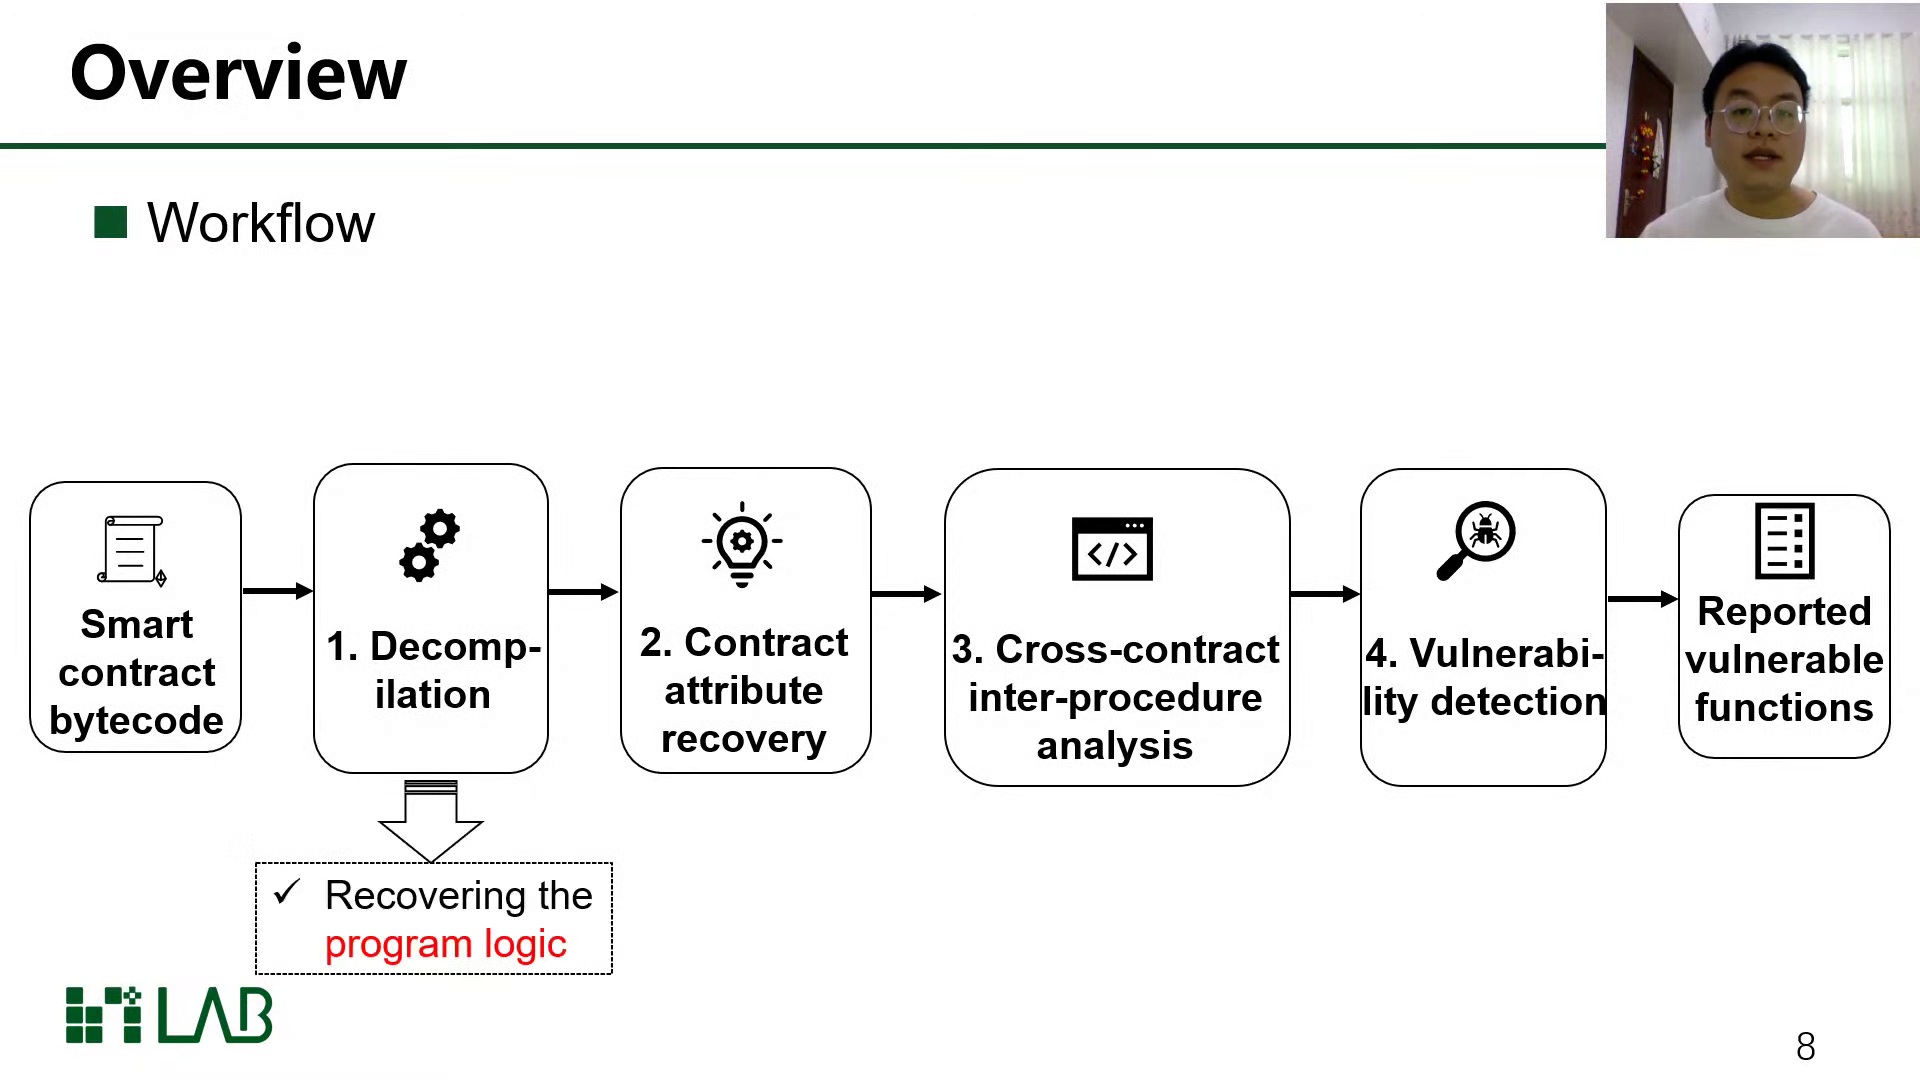 Overview
Workflow
Smart
contract
bytecode
1. Decomp-
ilation
2. Contract
attribute
recovery
3. Cross-contract
inter-procedure
analysis
4. Vulnerabi-
lity detection
Reported
vulnerable
functions
✓ Recovering the
program logic
LAB
8